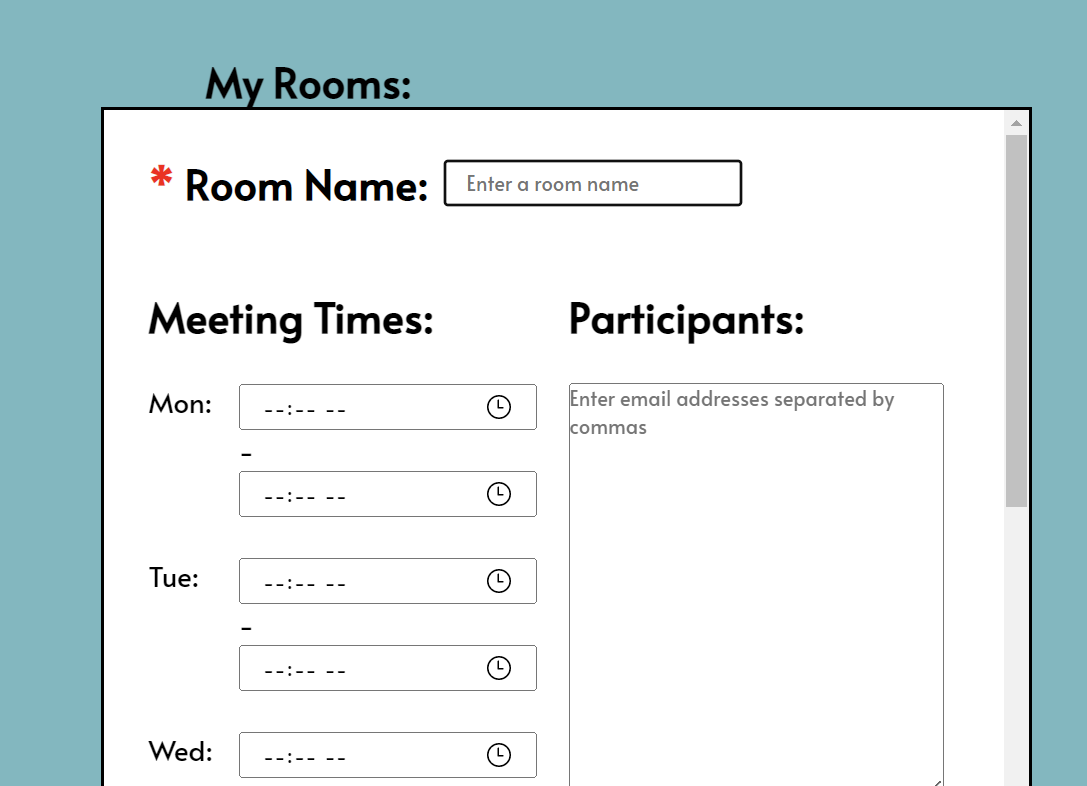 My Rooms:
* Room Name: Enter a room name
Meeting Times:
Participants:
Mon: --:-- --
-
--:-- --
Tue: --:-- --
-
--:-- --
Wed: --:-- --
Enter email addresses separated by
commas